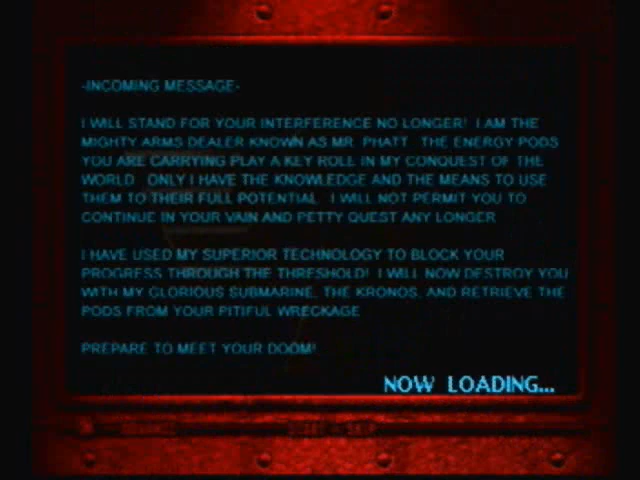 -INCOMING MESSAGE-
I WILL STAND FOR YOUR INTERFERENCE NO LONGER! I AM THE
MIGHTY ARMS DEALER KNOWN AS MR. PHATT. THE ENERGY PODS
YOU ARE CARRYING PLAY A KEY ROLL IN MY CONQUEST OF THE
WORLD. ONLY I HAVE THE KNOWLEDGE AND THE MEANS TO USE
THEM TO THEIR FULL POTENTIAL. I WILL NOT PERMIT YOU TO
CONTINUE IN YOUR VAIN AND PETTY QUEST ANY LONGER.
I HAVE USED MY SUPERIOR TECHNOLOGY TO BLOCK YOUR
PROGRESS THROUGH THE THRESHOLD! I WILL NOW DESTROY YOU
WITH MY GLORIOUS SUBMARINE, THE KRONOS, AND RETRIEVE THE
PODS FROM YOUR PITIFUL WRECKAGE.
PREPARE TO MEET YOUR DOOM!
NOW LOADING...